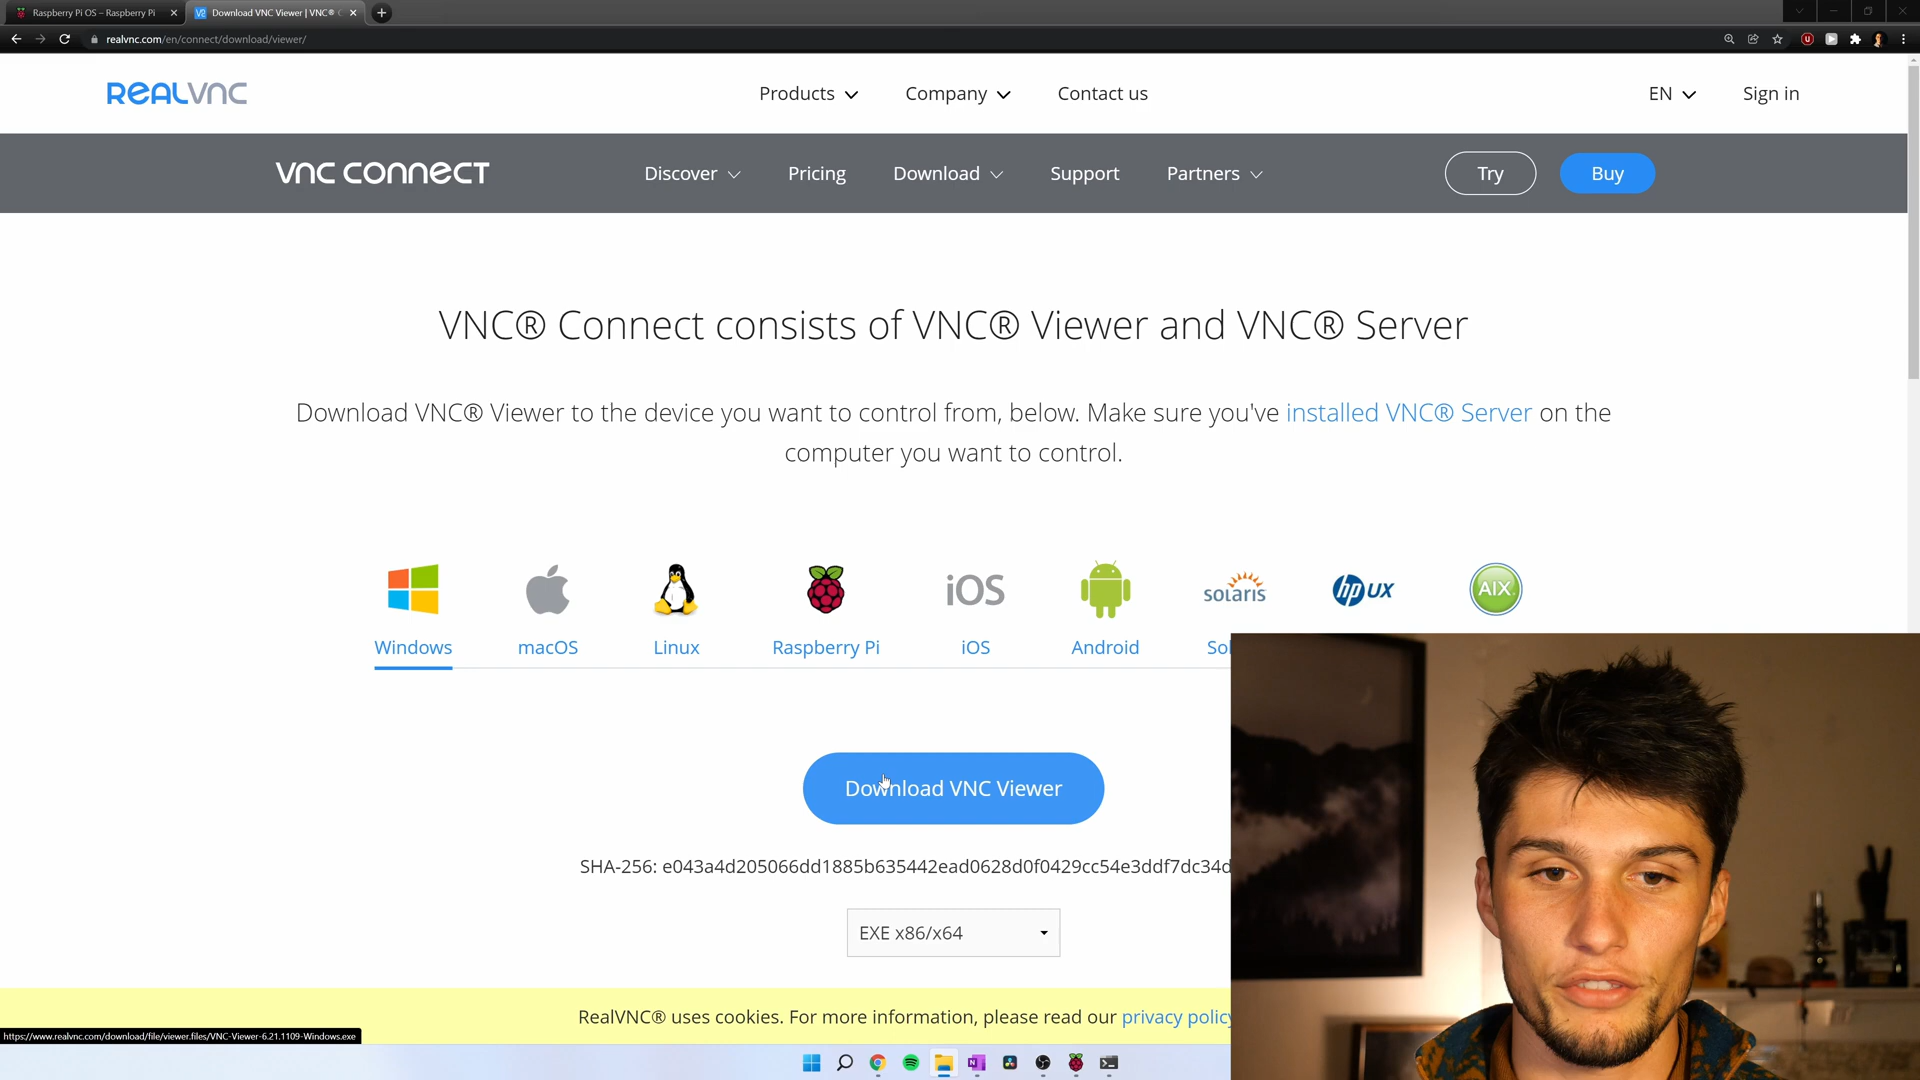 Raspberry Pi OS – Raspberry Pi
Download VNC Viewer | VNC®
realvnc.com/en/connect/download/viewer/
REALVNC
Products
Company
Contact us
EN
Sign in
VNC CONNECT
Discover
Pricing
Download
Support
Partners
Try
Buy
VNC® Connect consists of VNC® Viewer and VNC® Server
Download VNC® Viewer to the device you want to control from, below. Make sure you've installed VNC® Server on the
computer you want to control.
iOS
solaris
hp UX
AIX
Windows
macOS
Linux
Raspberry Pi
iOS
Android
Sol
Download VNC Viewer
SHA-256: e043a4d205066dd1885b635442ead0628d0f0429cc54e3ddf7dc34d
EXE x86/x64
RealVNC® uses cookies. For more information, please read our privacy policy
https://www.realvnc.com/download/file/viewer.files/VNC-Viewer-6.21.1109-Windows.exe